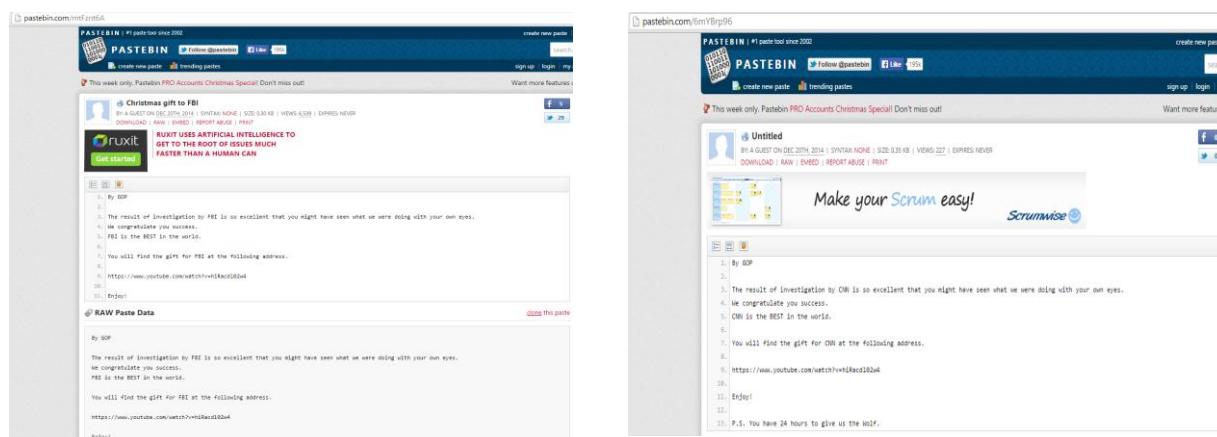 pastebin.com/
PASTEBIN | #1 paste tool since 2002
create new paste
PASTEBIN
Follow @pastebin
Like
195k
search
create new paste
trending pastes
sign up | login | my
This week only. Pastebin PRO Accounts Christmas Special! Don't miss out!
Want more features
Christmas gift to FBI
BY: A GUEST ON DEC 20TH, 2014 | SYNTAX: NONE | SIZE: 0.30 KB | VIEWS: | EXPIRES: NEVER
DOWNLOAD | RAW | EMBED | REPORT ABUSE | PRINT
ruxit
Get started
RUXIT USES ARTIFICIAL INTELLIGENCE TO
GET TO THE ROOT OF ISSUES MUCH
FASTER THAN A HUMAN CAN
1. By GOP
2.
3. The result of investigation by FBI is so excellent that you might have seen what we were doing with your own eyes.
4. We congratulate you success.
5. FBI is the BEST in the world.
6.
7. You will find the gift for FBI at the following address.
8.
9. https://www.youtube.com/watch?v=hiRacdl02w4
10.
11. Enjoy!
RAW Paste Data
clone this paste
By GOP
The result of investigation by FBI is so excellent that you might have seen what we were doing with your own eyes.
We congratulate you success.
FBI is the BEST in the world.
You will find the gift for FBI at the following address.
https://www.youtube.com/watch?v=hiRacdl02w4
Enjoy!
pastebin.com/6mYBrp96
PASTEBIN | #1 paste tool since 2002
create new pas
PASTEBIN
Follow @pastebin
Like
195k
create new paste
trending pastes
sign up | login |
This week only. Pastebin PRO Accounts Christmas Special! Don't miss out!
Want more featu
Untitled
BY: A GUEST ON DEC 20TH, 2014 | SYNTAX: NONE | SIZE: 0.35 KB | VIEWS: 227 | EXPIRES: NEVER
DOWNLOAD | RAW | EMBED | REPORT ABUSE | PRINT
Make your Scrum easy!
Scrumwise
1. By GOP
2.
3. The result of investigation by CNN is so excellent that you might have seen what we were doing with your own eyes.
4. We congratulate you success.
5. CNN is the BEST in the world.
6.
7. You will find the gift for CNN at the following address.
8.
9. https://www.youtube.com/watch?v=hiRacdl02w4
10.
11. Enjoy!
12.
13. P.S. You have 24 hours to give us the Wolf.